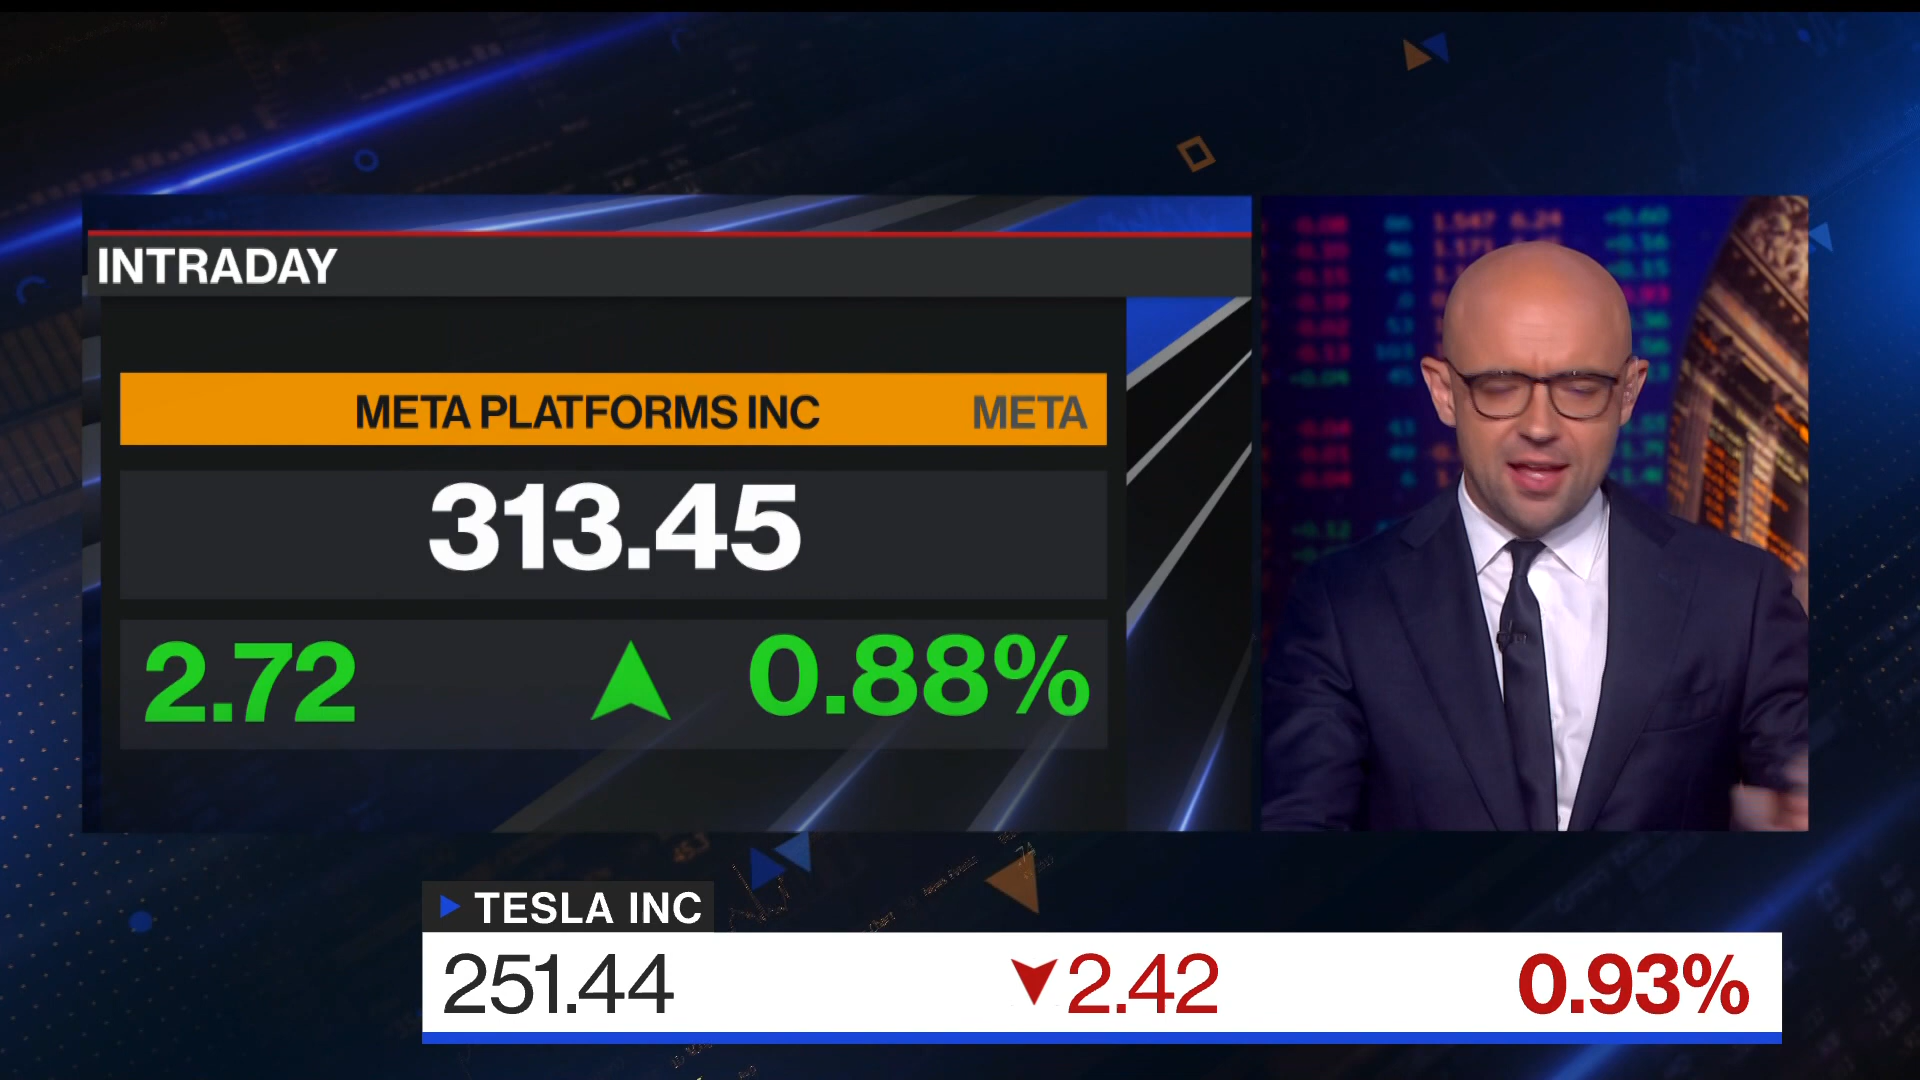 INTRADAY
META PLATFORMS INC META
313.45
2.72 0.88%
TESLA INC
251.44 2.42 0.93%